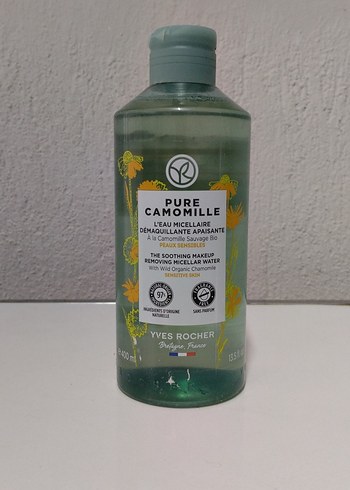 PURE
CAMOMILLE
L'EAU MICELLAIRE
DÉMAQUILLANTE APAISANTE
À la Camomille Sauvage Bio
PEAUX SENSIBLES
THE SOOTHING MAKEUP
REMOVING MICELLAR WATER
With Wild Organic Chamomile
SENSITIVE SKIN
97%
INGRÉDIENTS D'ORIGINE
NATURELLE
SANS PARFUM
YVES ROCHER
Bretagne, France
e 400 ml